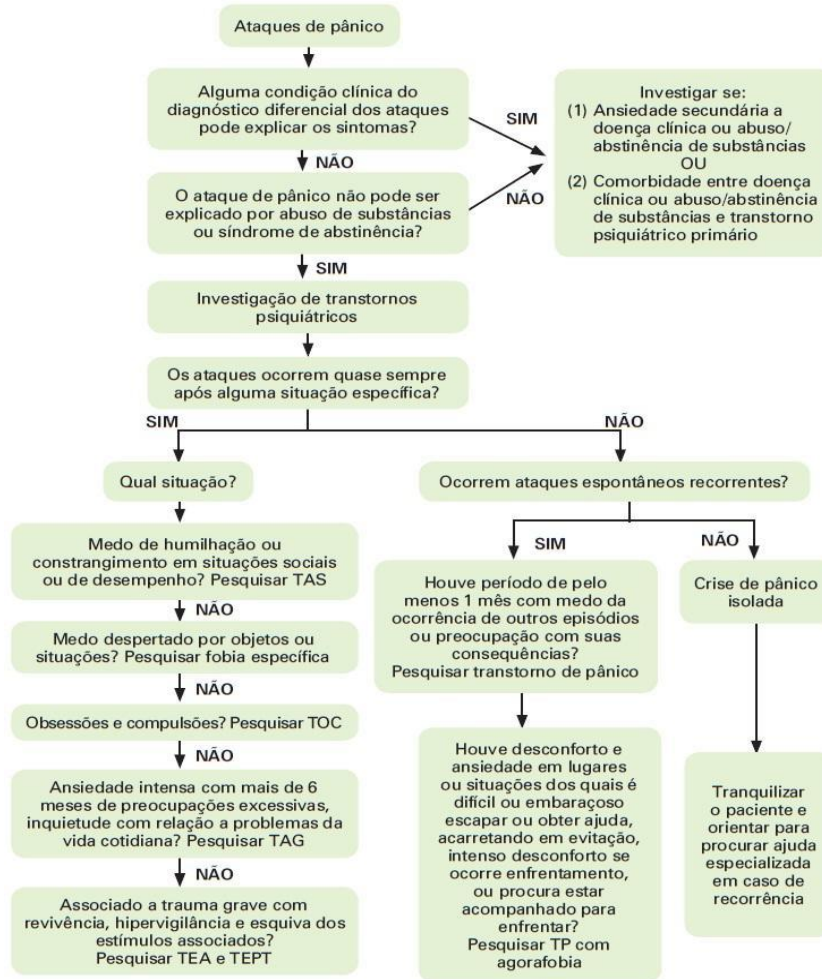 Ataques de pânico
Alguma condição clínica do
diagnóstico diferencial dos ataques
pode explicar os sintomas?
SIM
Investigar se:
(1) Ansiedade secundária a
doença clínica ou abuso/
abstinência de substâncias
OU
(2) Comorbidade entre doença
clínica ou abuso/abstinência
de substâncias e transtorno
psiquiátrico primário
NÃO
O ataque de pânico não pode ser
explicado por abuso de substâncias
ou síndrome de abstinência?
NÃO
SIM
Investigação de transtornos
psiquiátricos
Os ataques ocorrem quase sempre
após alguma situação específica?
SIM
NÃO
Qual situação?
Medo de humilhação ou
constrangimento em situações sociais
ou de desempenho? Pesquisar TAS
NÃO
Medo despertado por objetos ou
situações? Pesquisar fobia específica
NÃO
Obsessões e compulsões? Pesquisar TOC
NÃO
Ansiedade intensa com mais de 6
meses de preocupações excessivas,
inquietude com relação a problemas da
vida cotidiana? Pesquisar TAG
NÃO
Associado a trauma grave com
revivência, hipervigilância e esquiva dos
estímulos associados?
Pesquisar TEA e TEPT
Ocorrem ataques espontâneos recorrentes?
SIM
NÃO
Houve período de pelo
menos 1 mês com medo da
ocorrência de outros episódios
ou preocupação com suas
consequências?
Pesquisar transtorno de pânico
Houve desconforto e
ansiedade em lugares
ou situações dos quais é
difícil ou embaraçoso
escapar ou obter ajuda,
acarretando em evitação,
intenso desconforto se
ocorre enfrentamento,
ou procura estar
acompanhado para
enfrentar?
Pesquisar TP com
agorafobia
Crise de pânico
isolada
Tranquilizar
o paciente e
orientar para
procurar ajuda
especializada
em caso de
recorrência